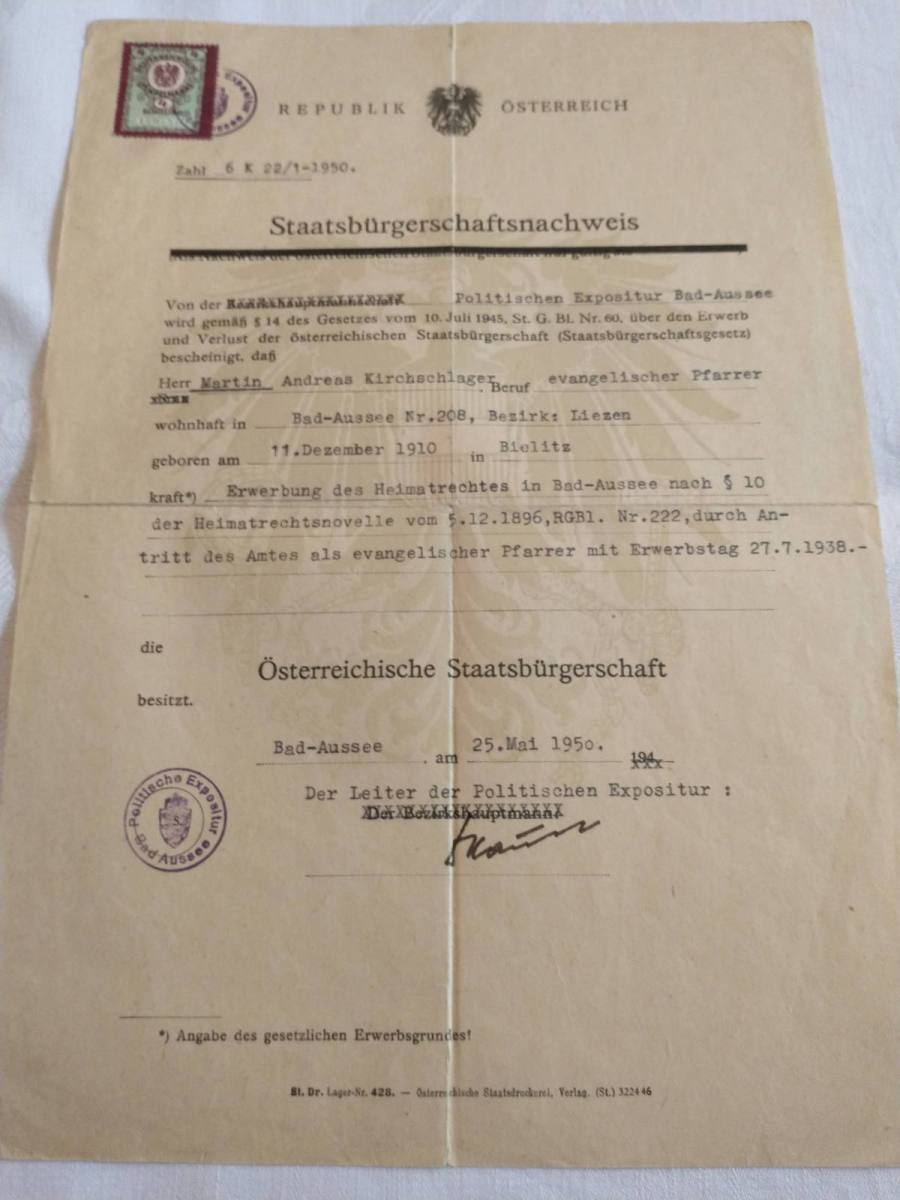 REPUBLIK ÖSTERREICH
Zahl 6 K 22/1-1950.
Staatsbürgerschaftsnachweis
Von der Politischen Expositur Bad-Aussee
wird gemäß § 14 des Gesetzes vom 10. Juli 1945, St. G. Bl. Nr. 60, über den Erwerb
und Verlust der österreichischen Staatsbürgerschaft (Staatsbürgerschaftsgesetz)
bescheinigt, daß
Herr Martin Andreas Kirchschlager, Beruf evangelischer Pfarrer
wohnhaft in Bad-Aussee Nr.208, Bezirk: Liezen
geboren am 11.Dezember 1910 in Bielitz
kraft*) Erwerbung des Heimatrechtes in Bad-Aussee nach § 10
der Heimatrechtsnovelle vom 5.12.1896,RGBl. Nr.222,durch An-
tritt des Amtes als evangelischer Pfarrer mit Erwerbstag 27.7.1938.-
die
Österreichische Staatsbürgerschaft
besitzt.
Bad-Aussee, am 25.Mai 1950. 194
Der Leiter der Politischen Expositur :
Der Bezirkshauptmann:
Politische Expositur Bad Aussee
*) Angabe des gesetzlichen Erwerbsgrundes!
St. Dr. Lager-Nr. 428. — Österreichische Staatsdruckerei, Verlag. (St.) 322446